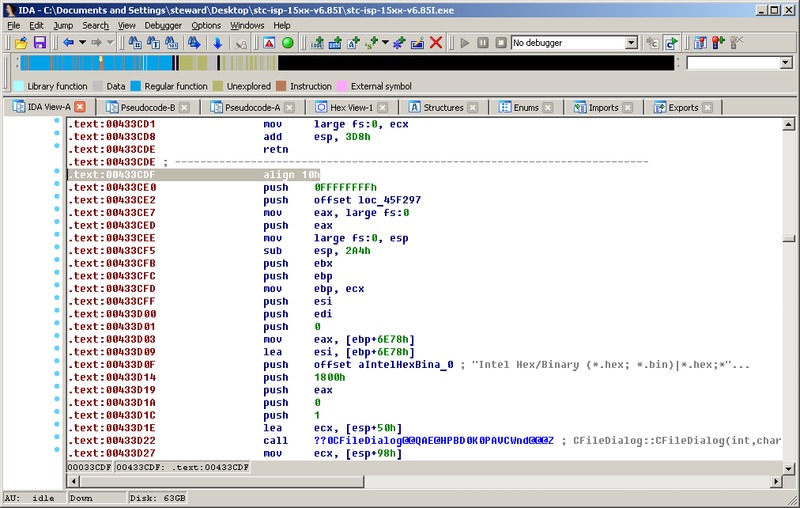 IDA - C:\Documents and Settings\steward\Desktop\stc-isp-15xx-v6.85I\stc-isp-15xx-v6.85I.exe
File Edit Jump Search View Debugger Options Windows Help
No debugger
Library function Data Regular function Unexplored Instruction External symbol
IDA View-A Pseudocode-B Pseudocode-A Hex View-1 Structures Enums Imports Exports
.text:00433CD1 mov large fs:0, ecx
.text:00433CD8 add esp, 3D8h
.text:00433CDE retn
.text:00433CDE ; ---------------------------------------------------------------------------
.text:00433CDF align 10h
.text:00433CE0 push 0FFFFFFFFh
.text:00433CE2 push offset loc_45F297
.text:00433CE7 mov eax, large fs:0
.text:00433CED push eax
.text:00433CEE mov large fs:0, esp
.text:00433CF5 sub esp, 2A4h
.text:00433CFB push ebx
.text:00433CFC push ebp
.text:00433CFD mov ebp, ecx
.text:00433CFF push esi
.text:00433D00 push edi
.text:00433D01 push 0
.text:00433D03 mov eax, [ebp+6E78h]
.text:00433D09 lea esi, [ebp+6E78h]
.text:00433D0F push offset aIntelHexBina_0 ; "Intel Hex/Binary (*.hex; *.bin)|*.hex;*"...
.text:00433D14 push 1800h
.text:00433D19 push eax
.text:00433D1A push 0
.text:00433D1C push 1
.text:00433D1E lea ecx, [esp+50h]
.text:00433D22 call ??0CFileDialog@@QAE@HPBD0K0PAVCWnd@@@Z ; CFileDialog::CFileDialog(int,char
.text:00433D27 mov ecx, [esp+98h]
00033CDF 00433CDF: .text:00433CDF
AU: idle Down Disk: 63GB